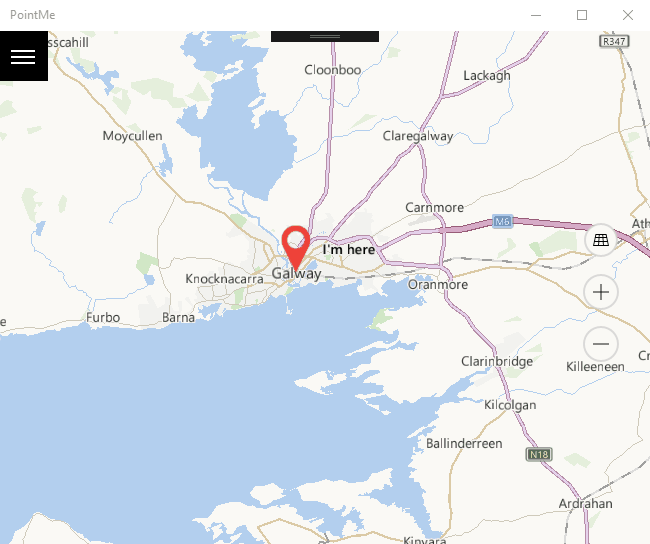 PointMe
sscahill
R347
Cloonboo
Lackagh
Moycullen
Claregalway
Carnmore
M6
Ath
I'm here
Galway
Knocknacarra
Oranmore
e
Furbo
Barna
Clarinbridge
Cr
Killeeneen
Kilcolgan
Ballinderreen
N18
Ardrahan
Kinvara